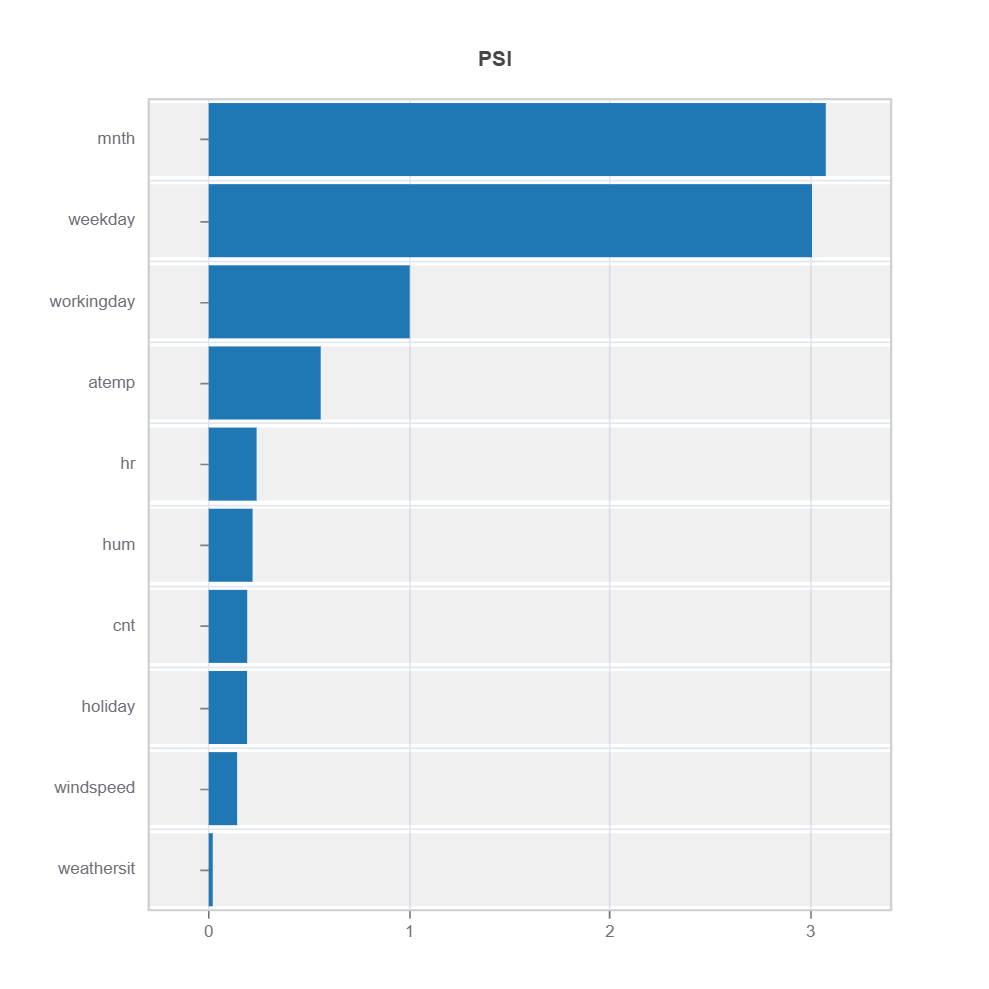 PSI
mnth
weekday
workingday
atemp
hr
hum
cnt
holiday
windspeed
weathersit
0 1 2 3